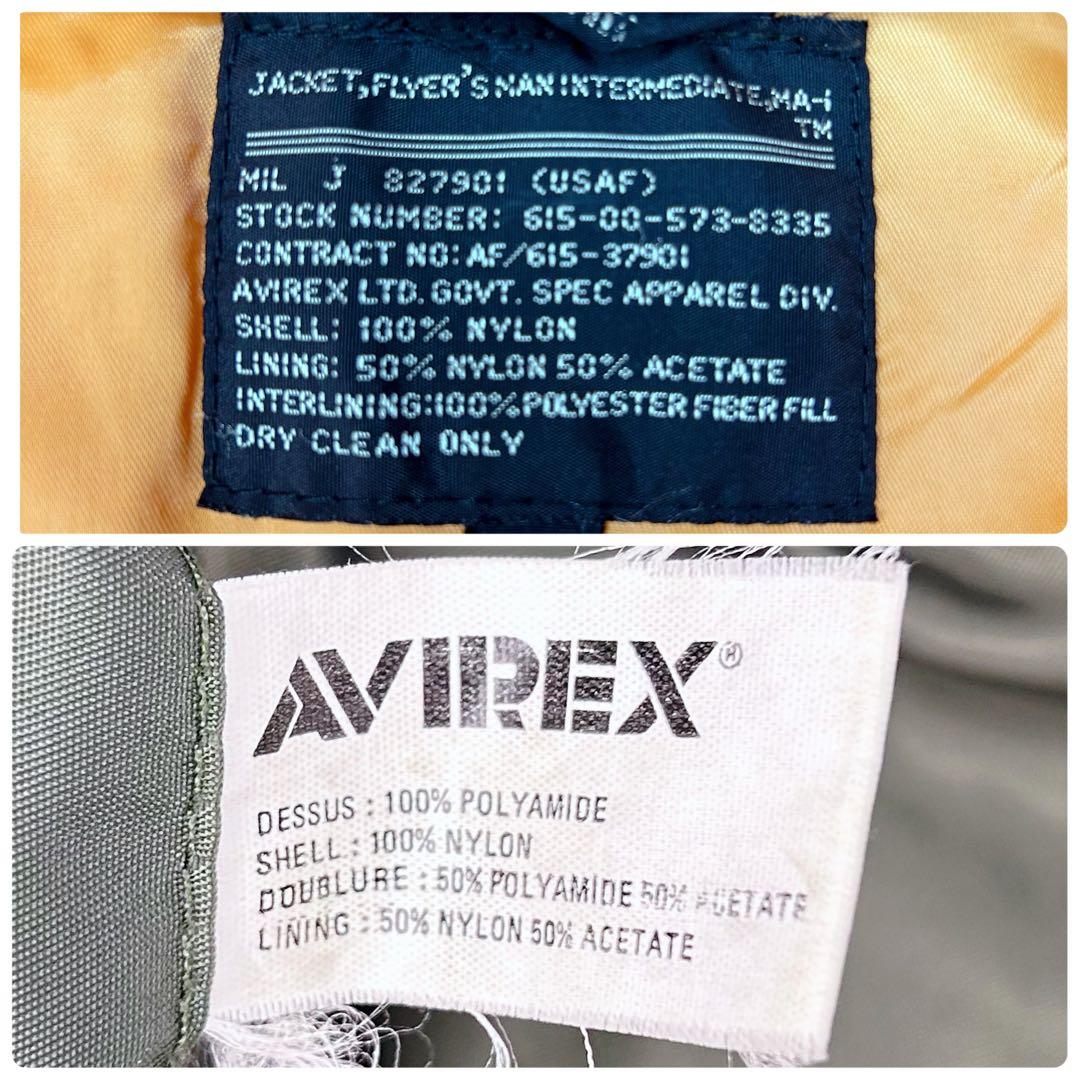 JACKET, FLYER'S MAN INTERMEDIATE, MA-1
TM
MIL J 827901 (USAF)
STOCK NUMBER: 615-00-573-8335
CONTRACT NO: AF/615-37901
AVIREX LTD. GOVT. SPEC APPAREL DIV.
SHELL: 100% NYLON
LINING: 50% NYLON 50% ACETATE
INTERLINING: 100% POLYESTER FIBER FILL
DRY CLEAN ONLY
AVIREX®
DESSUS : 100% POLYAMIDE
SHELL : 100% NYLON
DOUBLURE : 50% POLYAMIDE 50% ACETATE
LINING : 50% NYLON 50% ACETATE